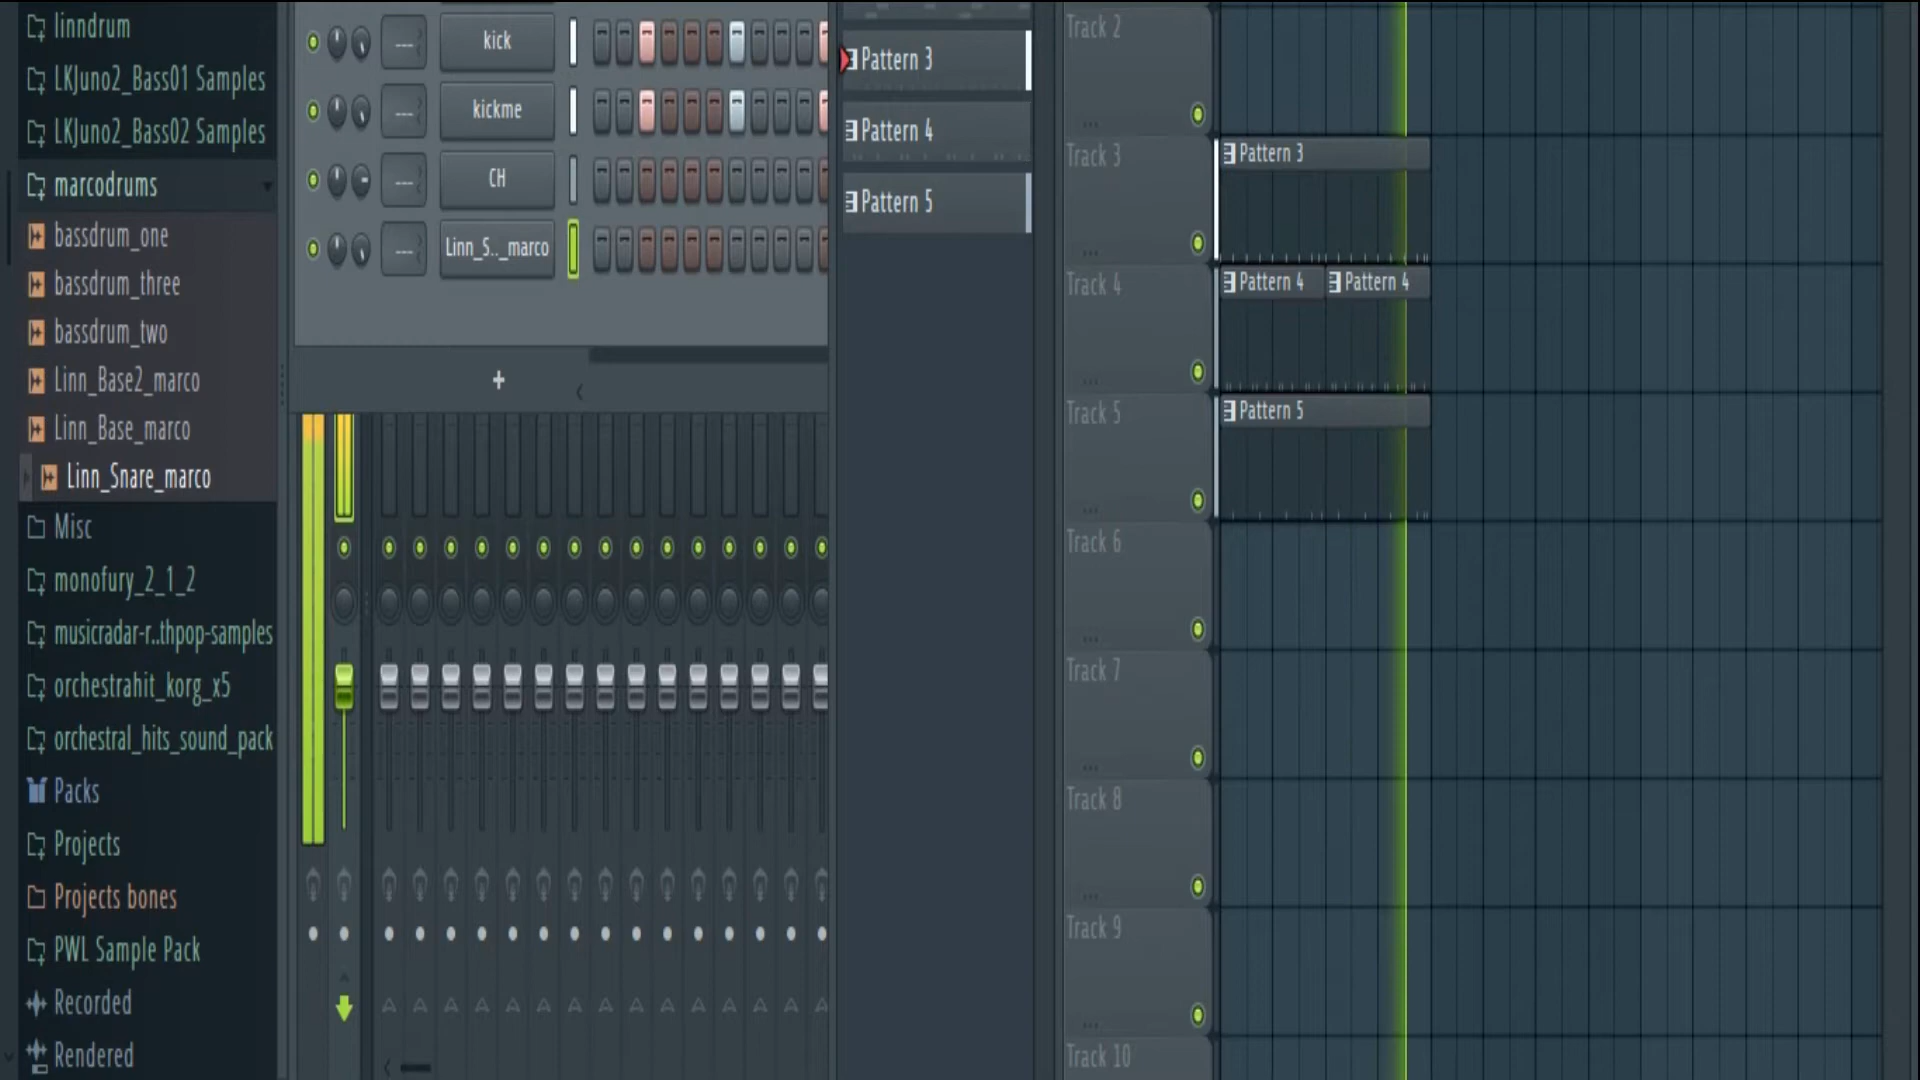 linndrum
LKJuno2_Bass01 Samples
LKJuno2_Bass02 Samples
marcodrums
bassdrum_one
bassdrum_three
bassdrum_two
Linn_Base2_marco
Linn_Base_marco
Linn_Snare_marco
Misc
monofury_2_1_2
musicradar-r..thpop-samples
orchestrahit_korg_x5
orchestral_hits_sound_pack
Packs
Projects
Projects bones
PWL Sample Pack
Recorded
Rendered
kick
kickme
CH
Linn_S.._marco
+
Pattern 3
Pattern 4
Pattern 5
Track 2
Track 3
Pattern 3
Track 4
Pattern 4 Pattern 4
Track 5
Pattern 5
Track 6
Track 7
Track 8
Track 9
Track 10